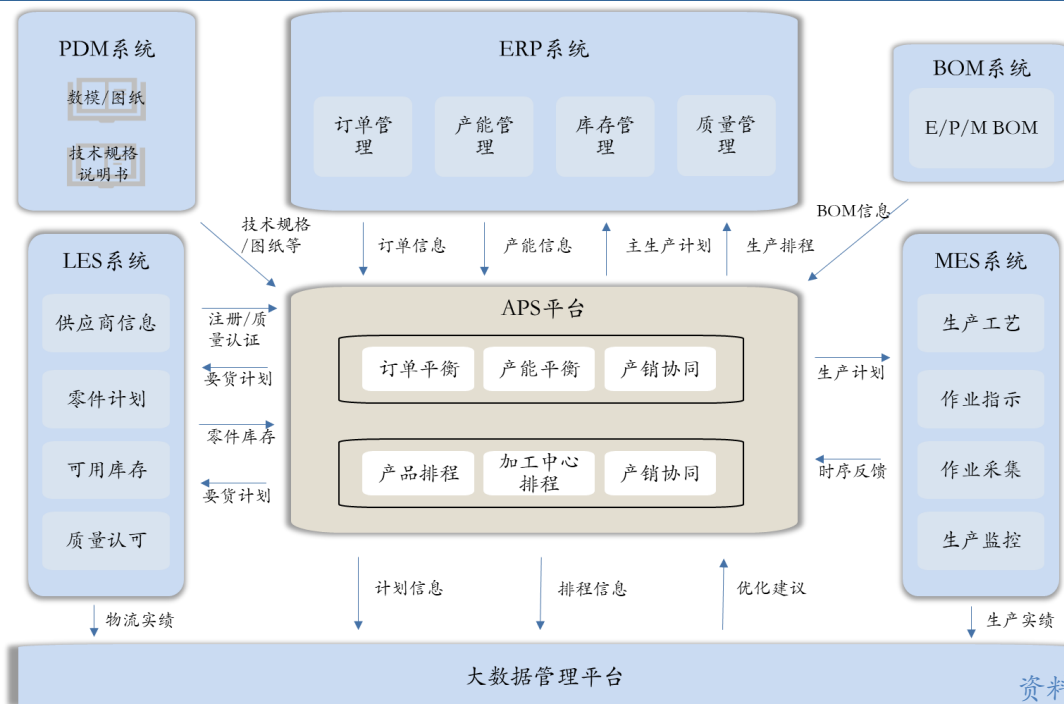 PDM系统
数模/图纸
技术规格
说明书
ERP系统
订单管
理
产能管
理
库存管
理
质量管
理
BOM系统
E/P/M BOM
技术规格
/图纸等
订单信息
产能信息
主生产计划
生产排程
BOM信息
LES系统
供应商信息
零件计划
可用库存
质量认可
注册/质
量认证
要货计划
零件库存
要货计划
APS平台
订单平衡
产能平衡
产销协同
产品排程
加工中心
排程
产销协同
生产计划
时序反馈
MES系统
生产工艺
作业指示
作业采集
生产监控
物流实绩
计划信息
排程信息
优化建议
生产实绩
大数据管理平台
资料